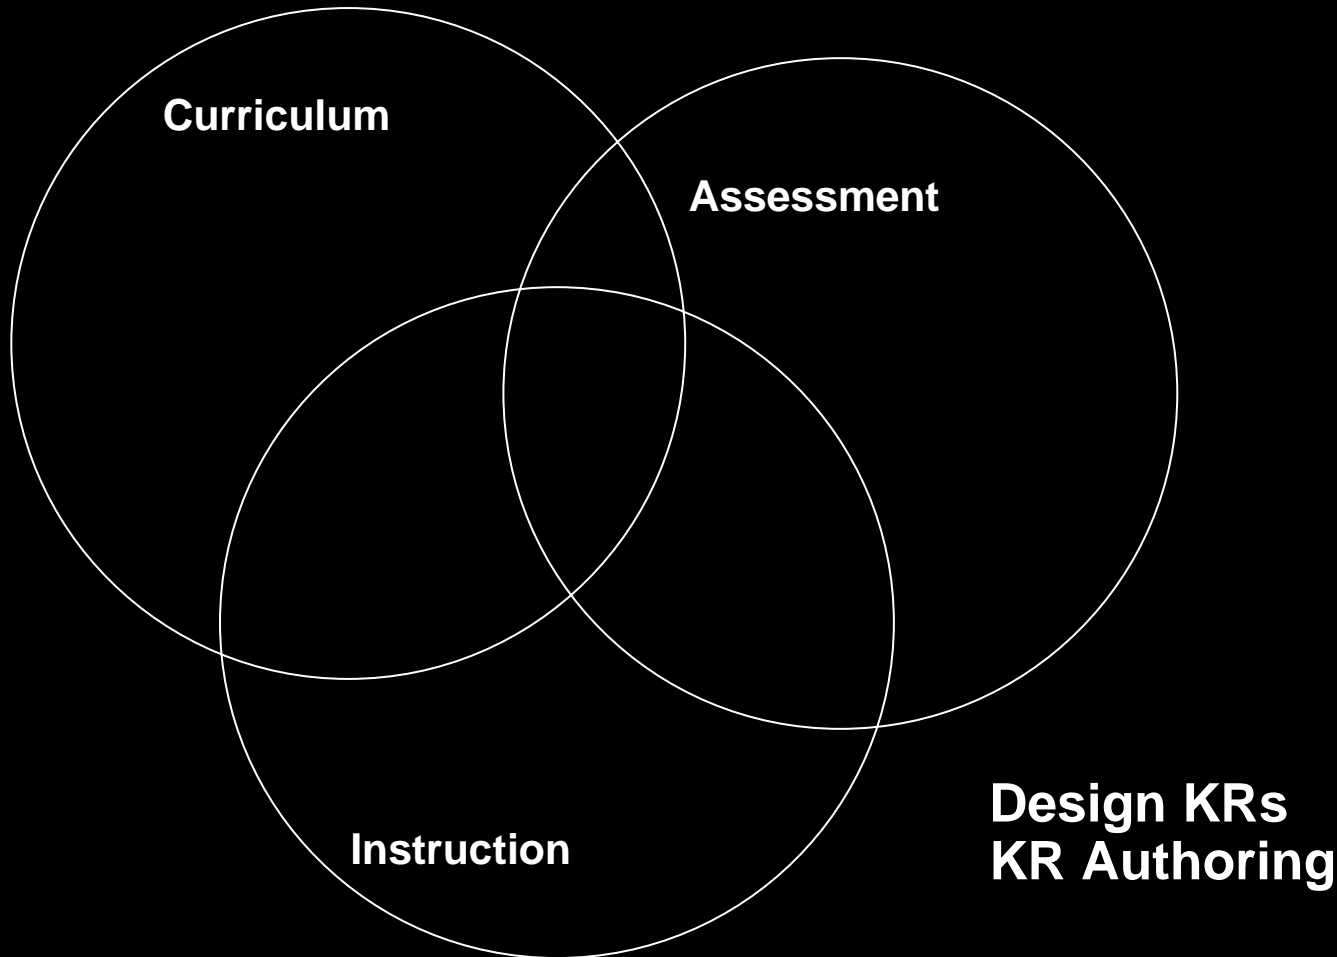 Curriculum
Assessment
Instruction
Design KRs
KR Authoring